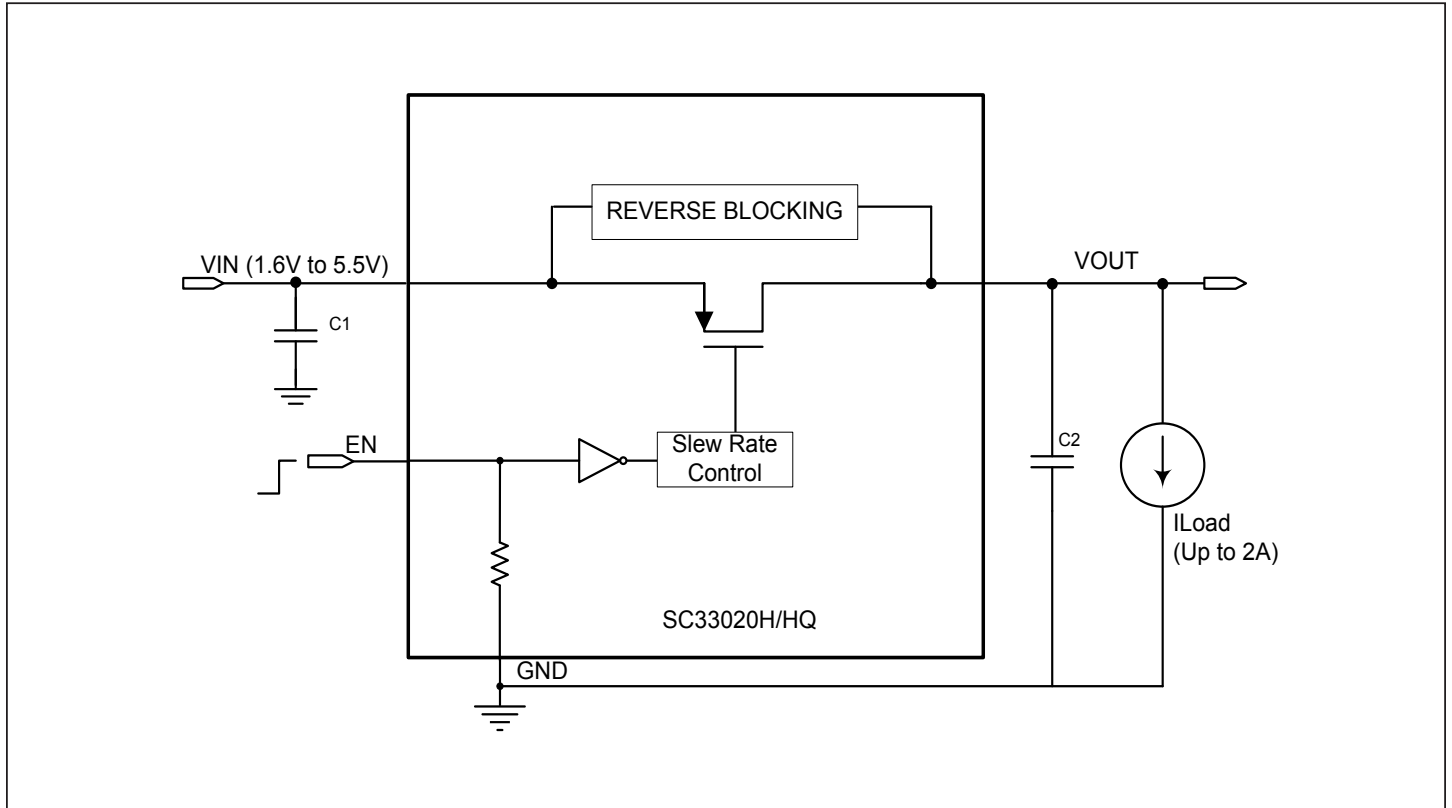 REVERSE BLOCKING
VIN (1.6V to 5.5V)
VOUT
C1
EN
Slew Rate
Control
C2
ILoad
(Up to 2A)
SC33020H/HQ
GND